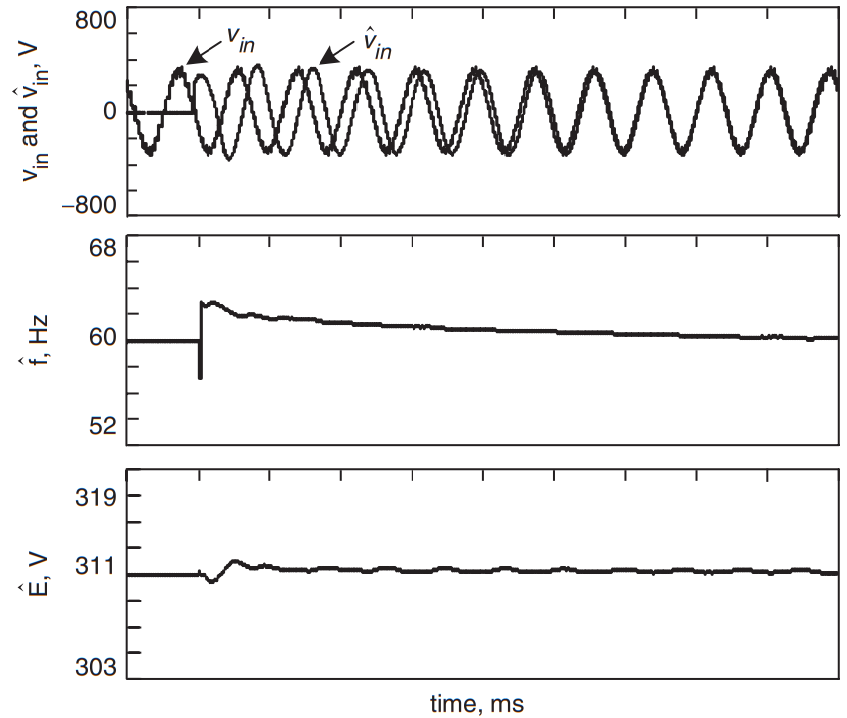 v_in and v̂_in, V
800
0
–800
v_in
v̂_in
f̂, Hz
68
60
52
Ê, V
319
311
303
time, ms